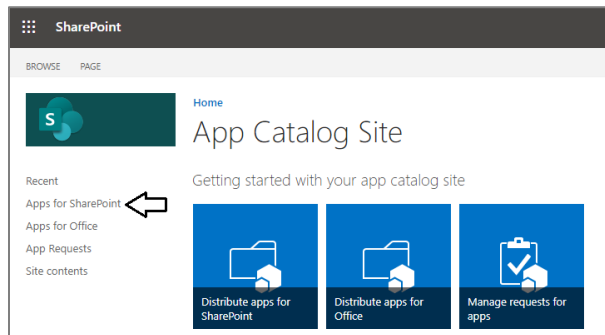 SharePoint
BROWSE PAGE
S
Home
App Catalog Site
Recent
Apps for SharePoint
Apps for Office
App Requests
Site contents
Getting started with your app catalog site
Distribute apps for
SharePoint
Distribute apps for
Office
Manage requests for
apps